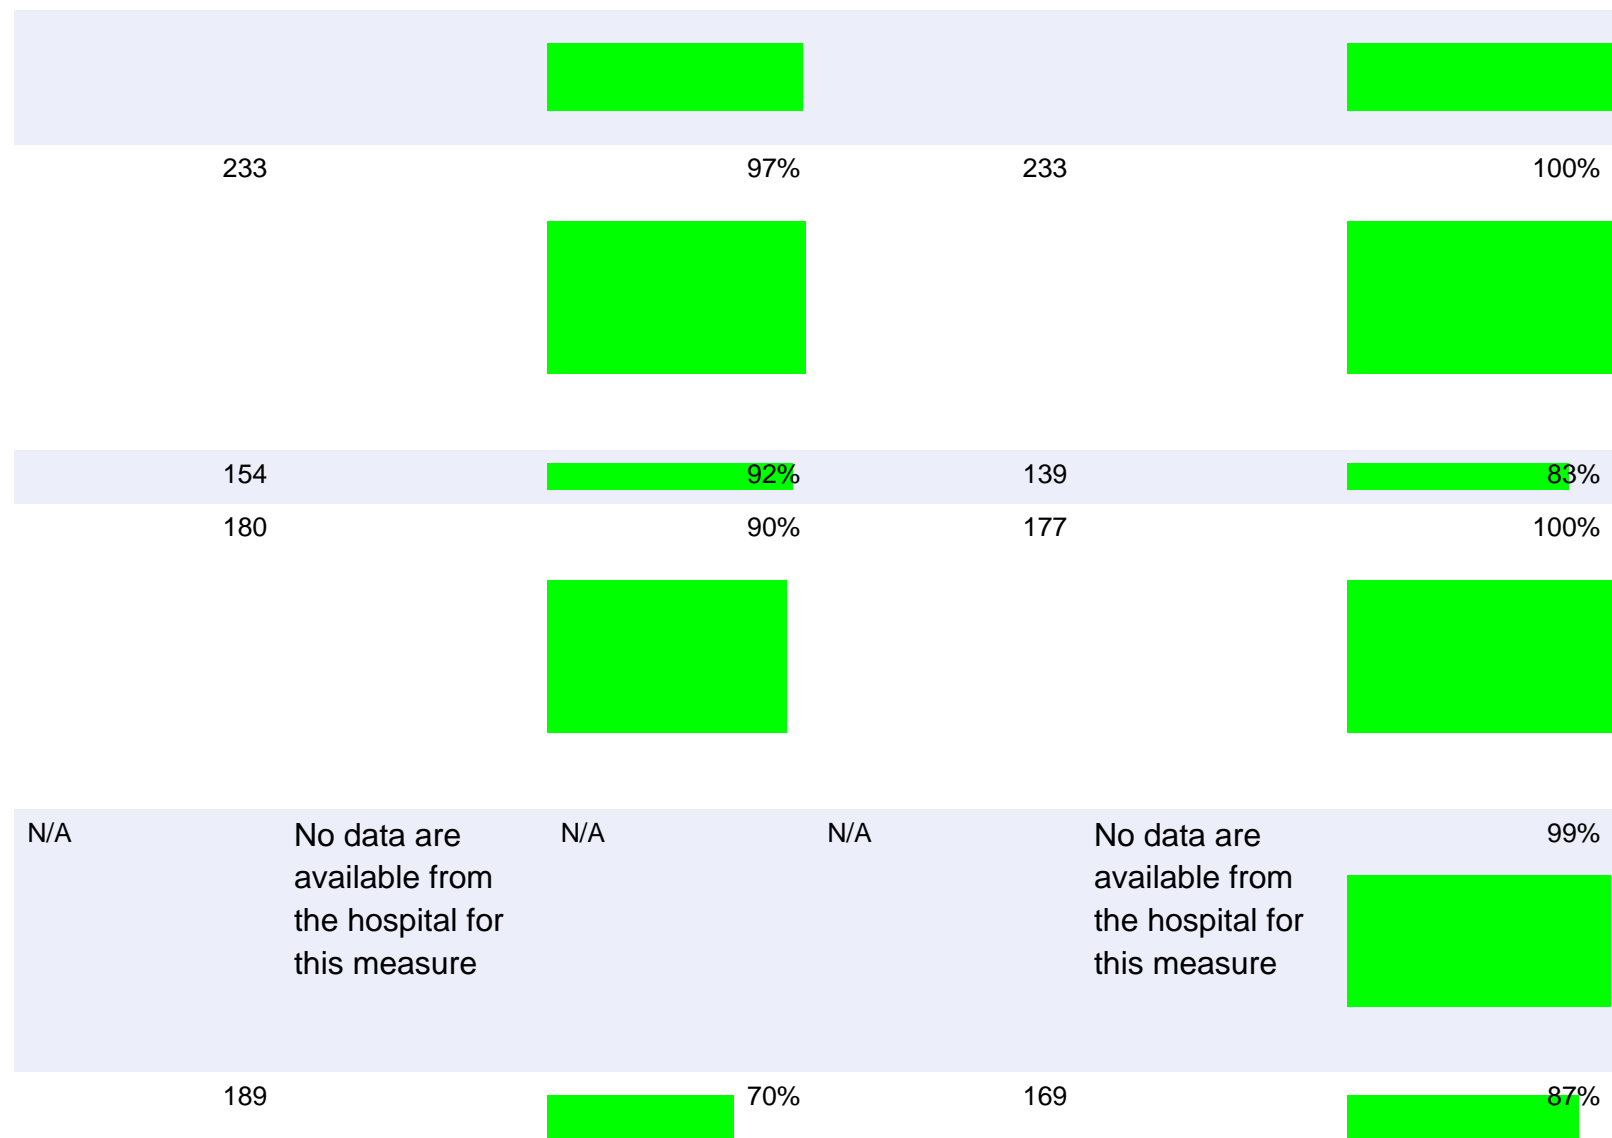 233 97% 233 100%
154 92% 139 83%
180 90% 177 100%
N/A No data are N/A N/A No data are 99%
available from available from
the hospital for the hospital for
this measure this measure
189 70% 169 87%